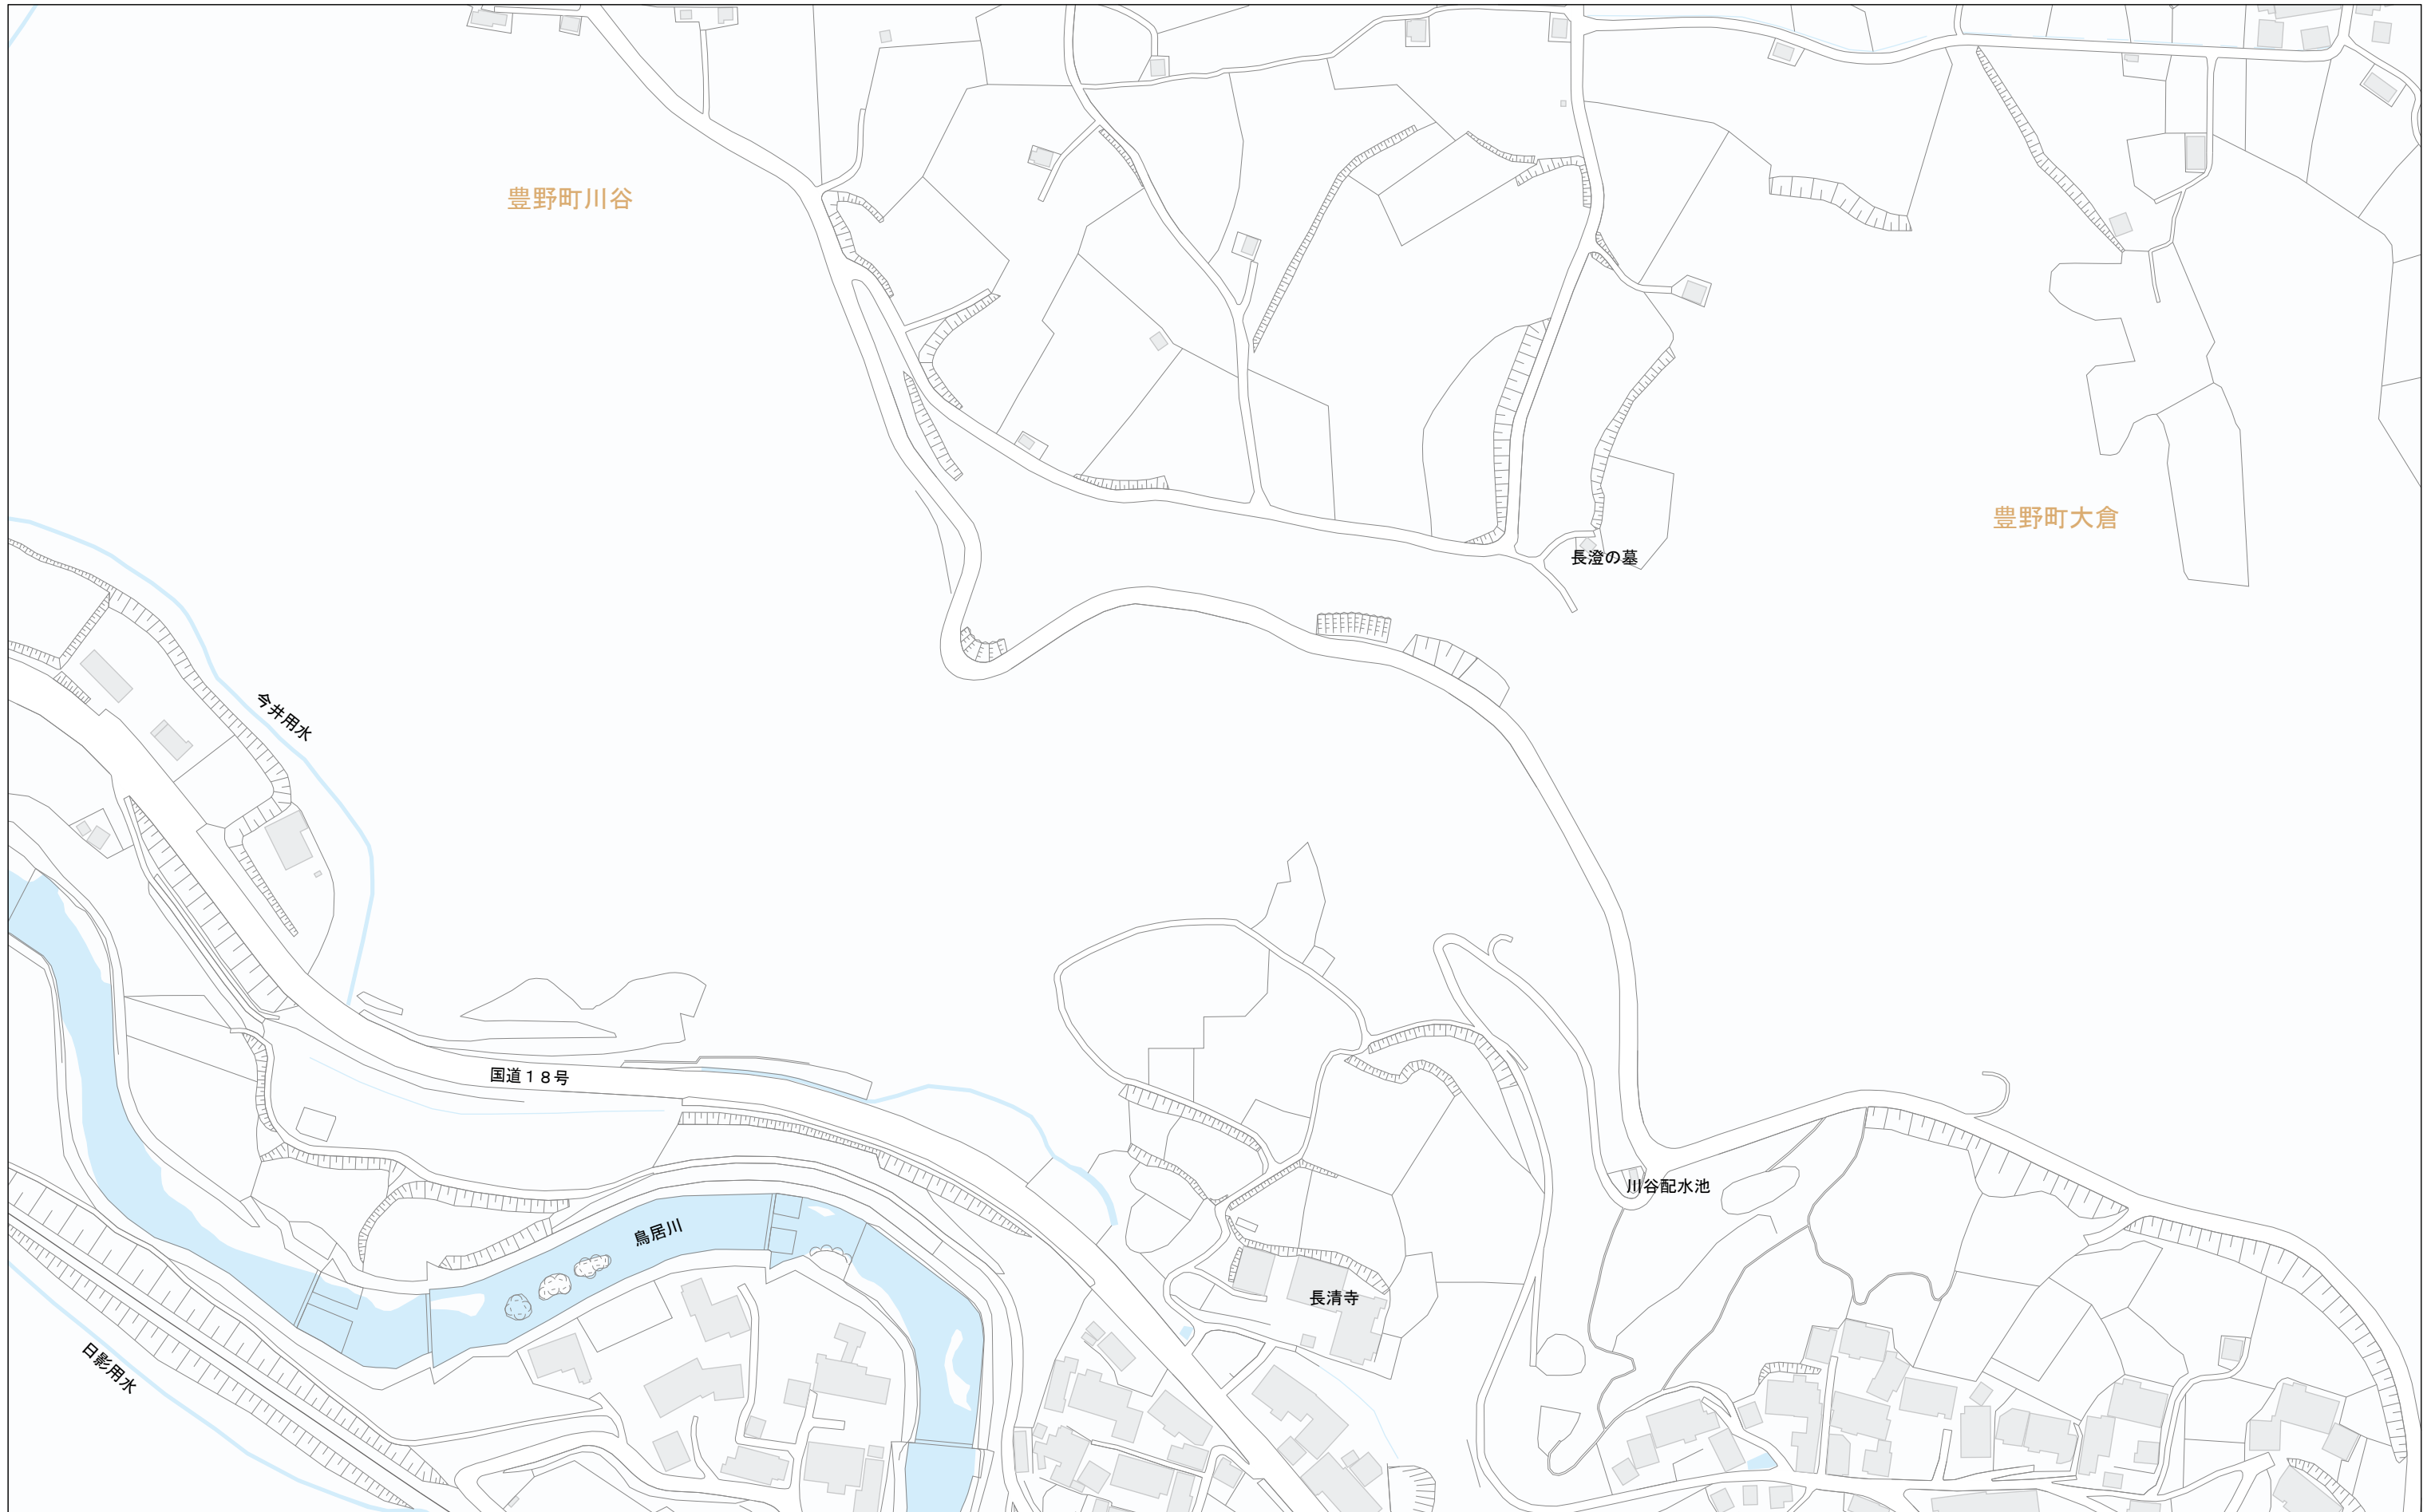 豊野町川谷
豊野町大倉
長澄の墓
今井用水
国道18号
川谷配水池
鳥居川
長清寺
日影用水